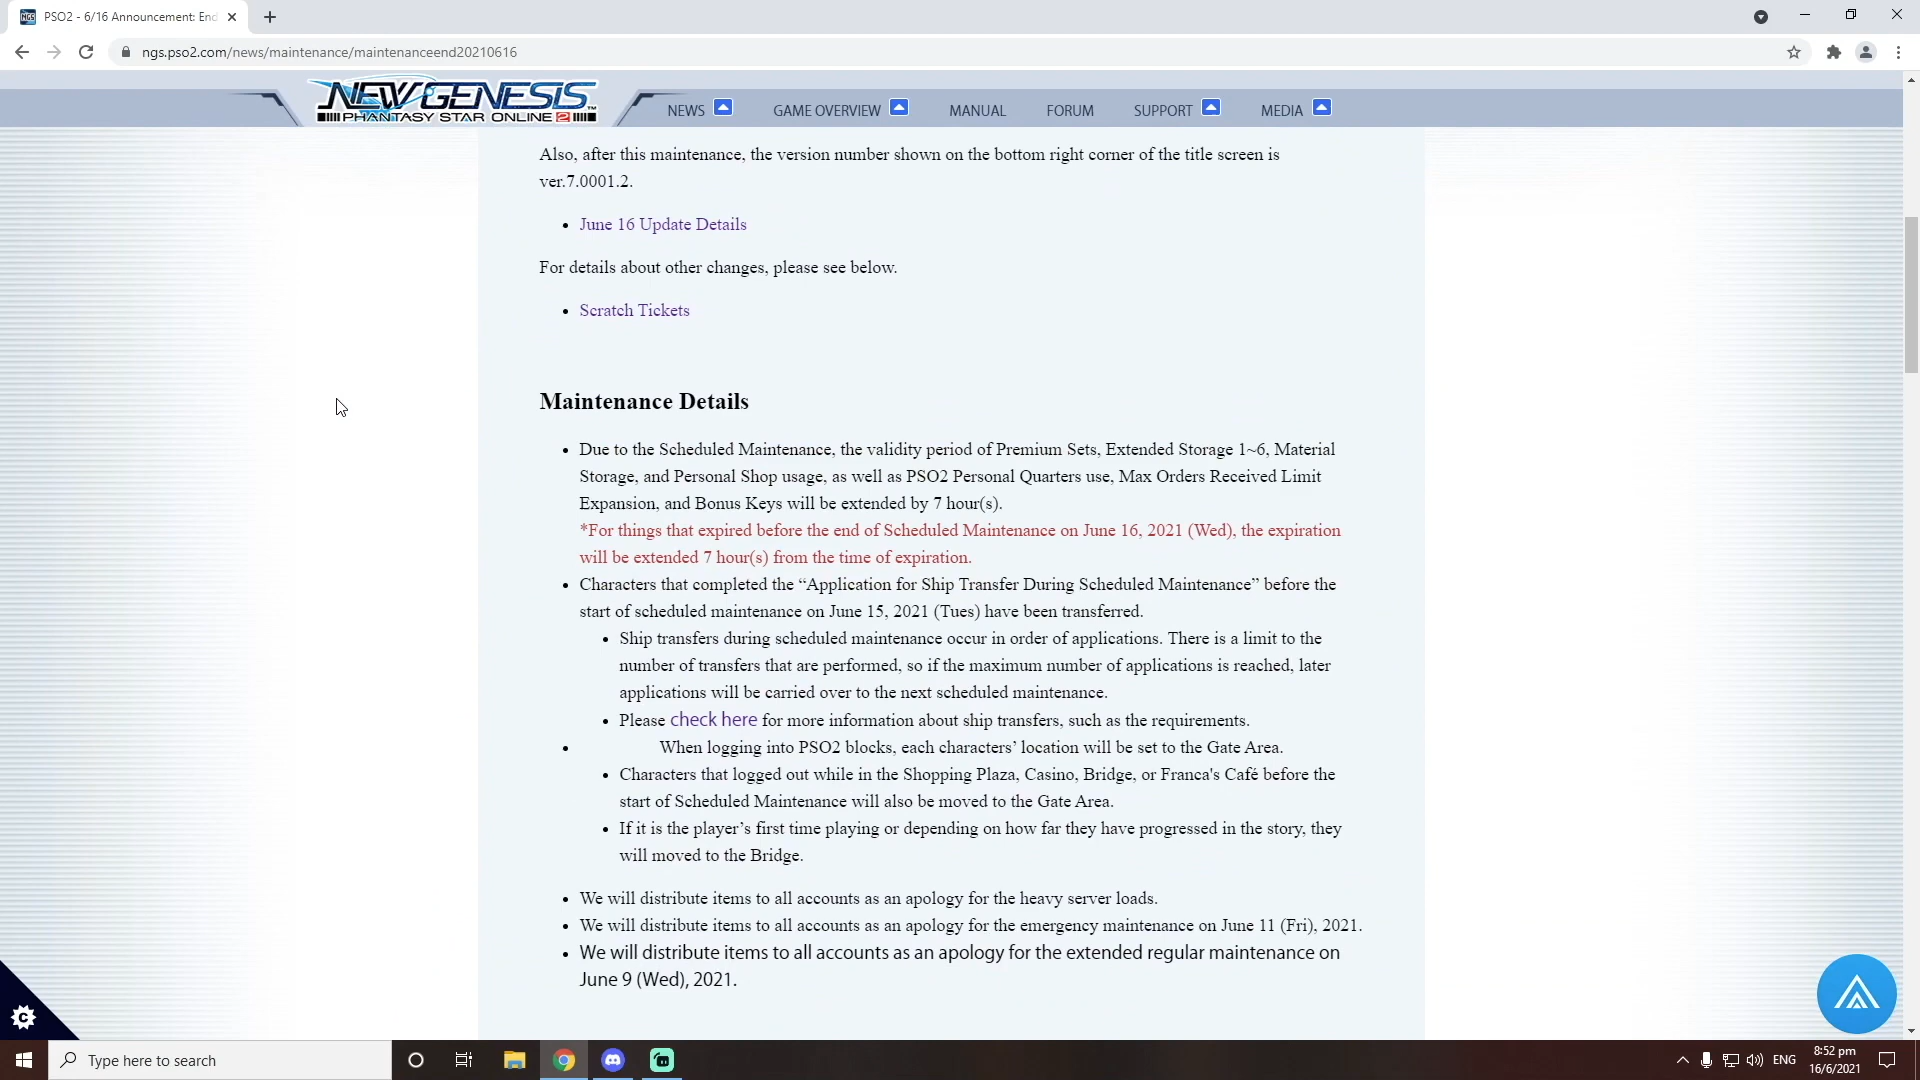 PSO2 - 6/16 Announcement: End
ngs.pso2.com/news/maintenance/maintenanceend20210616
NEW GENESIS
PHANTASY STAR ONLINE 2
NEWS GAME OVERVIEW MANUAL FORUM SUPPORT MEDIA
Also, after this maintenance, the version number shown on the bottom right corner of the title screen is
ver.7.0001.2.
• June 16 Update Details
For details about other changes, please see below.
• Scratch Tickets
Maintenance Details
• Due to the Scheduled Maintenance, the validity period of Premium Sets, Extended Storage 1~6, Material
Storage, and Personal Shop usage, as well as PSO2 Personal Quarters use, Max Orders Received Limit
Expansion, and Bonus Keys will be extended by 7 hour(s).
*For things that expired before the end of Scheduled Maintenance on June 16, 2021 (Wed), the expiration
will be extended 7 hour(s) from the time of expiration.
• Characters that completed the “Application for Ship Transfer During Scheduled Maintenance” before the
start of scheduled maintenance on June 15, 2021 (Tues) have been transferred.
• Ship transfers during scheduled maintenance occur in order of applications. There is a limit to the
number of transfers that are performed, so if the maximum number of applications is reached, later
applications will be carried over to the next scheduled maintenance.
• Please check here for more information about ship transfers, such as the requirements.
• When logging into PSO2 blocks, each characters’ location will be set to the Gate Area.
• Characters that logged out while in the Shopping Plaza, Casino, Bridge, or Franca's Café before the
start of Scheduled Maintenance will also be moved to the Gate Area.
• If it is the player’s first time playing or depending on how far they have progressed in the story, they
will moved to the Bridge.
• We will distribute items to all accounts as an apology for the heavy server loads.
• We will distribute items to all accounts as an apology for the emergency maintenance on June 11 (Fri), 2021.
• We will distribute items to all accounts as an apology for the extended regular maintenance on
June 9 (Wed), 2021.
Type here to search
ENG
8:52 pm
16/6/2021